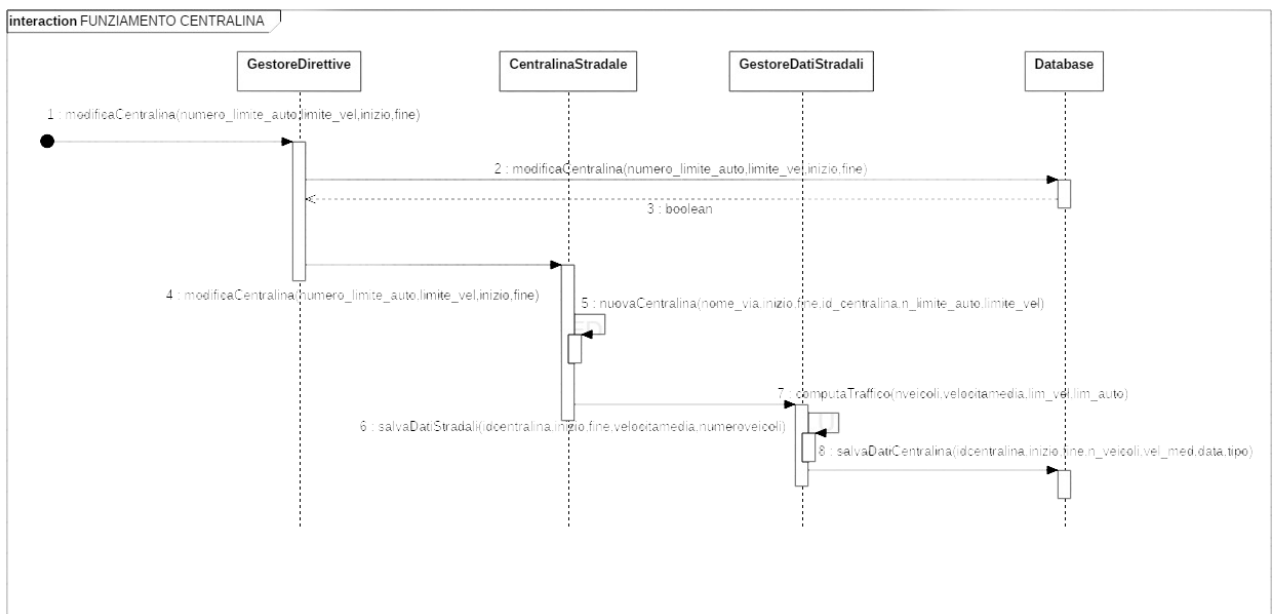 interaction FUNZIAMENTO CENTRALINA
GestoreDirettive
CentralinaStradale
GestoreDatiStradali
Database
1 : modificaCentralina(numero_limite_auto,limite_vel,inizio,fine)
2 : modificaCentralina(numero_limite_auto,limite_vel,inizio,fine)
3 : boolean
4 : modificaCentralina(numero_limite_auto,limite_vel,inizio,fine)
5 : nuovaCentralina(nome_via,inizio,fine,id_centralina,n_limite_auto,limite_vel)
7 : computaTraffico(nveicoli,velocitamedia,lim_vel,lim_auto)
6 : salvaDatiStradali(idcentralina,inizio,fine,velocitamedia,numeroveicoli)
8 : salvaDatiCentralina(idcentralina,inizio,fine,n_veicoli,vel_med,data,tipo)